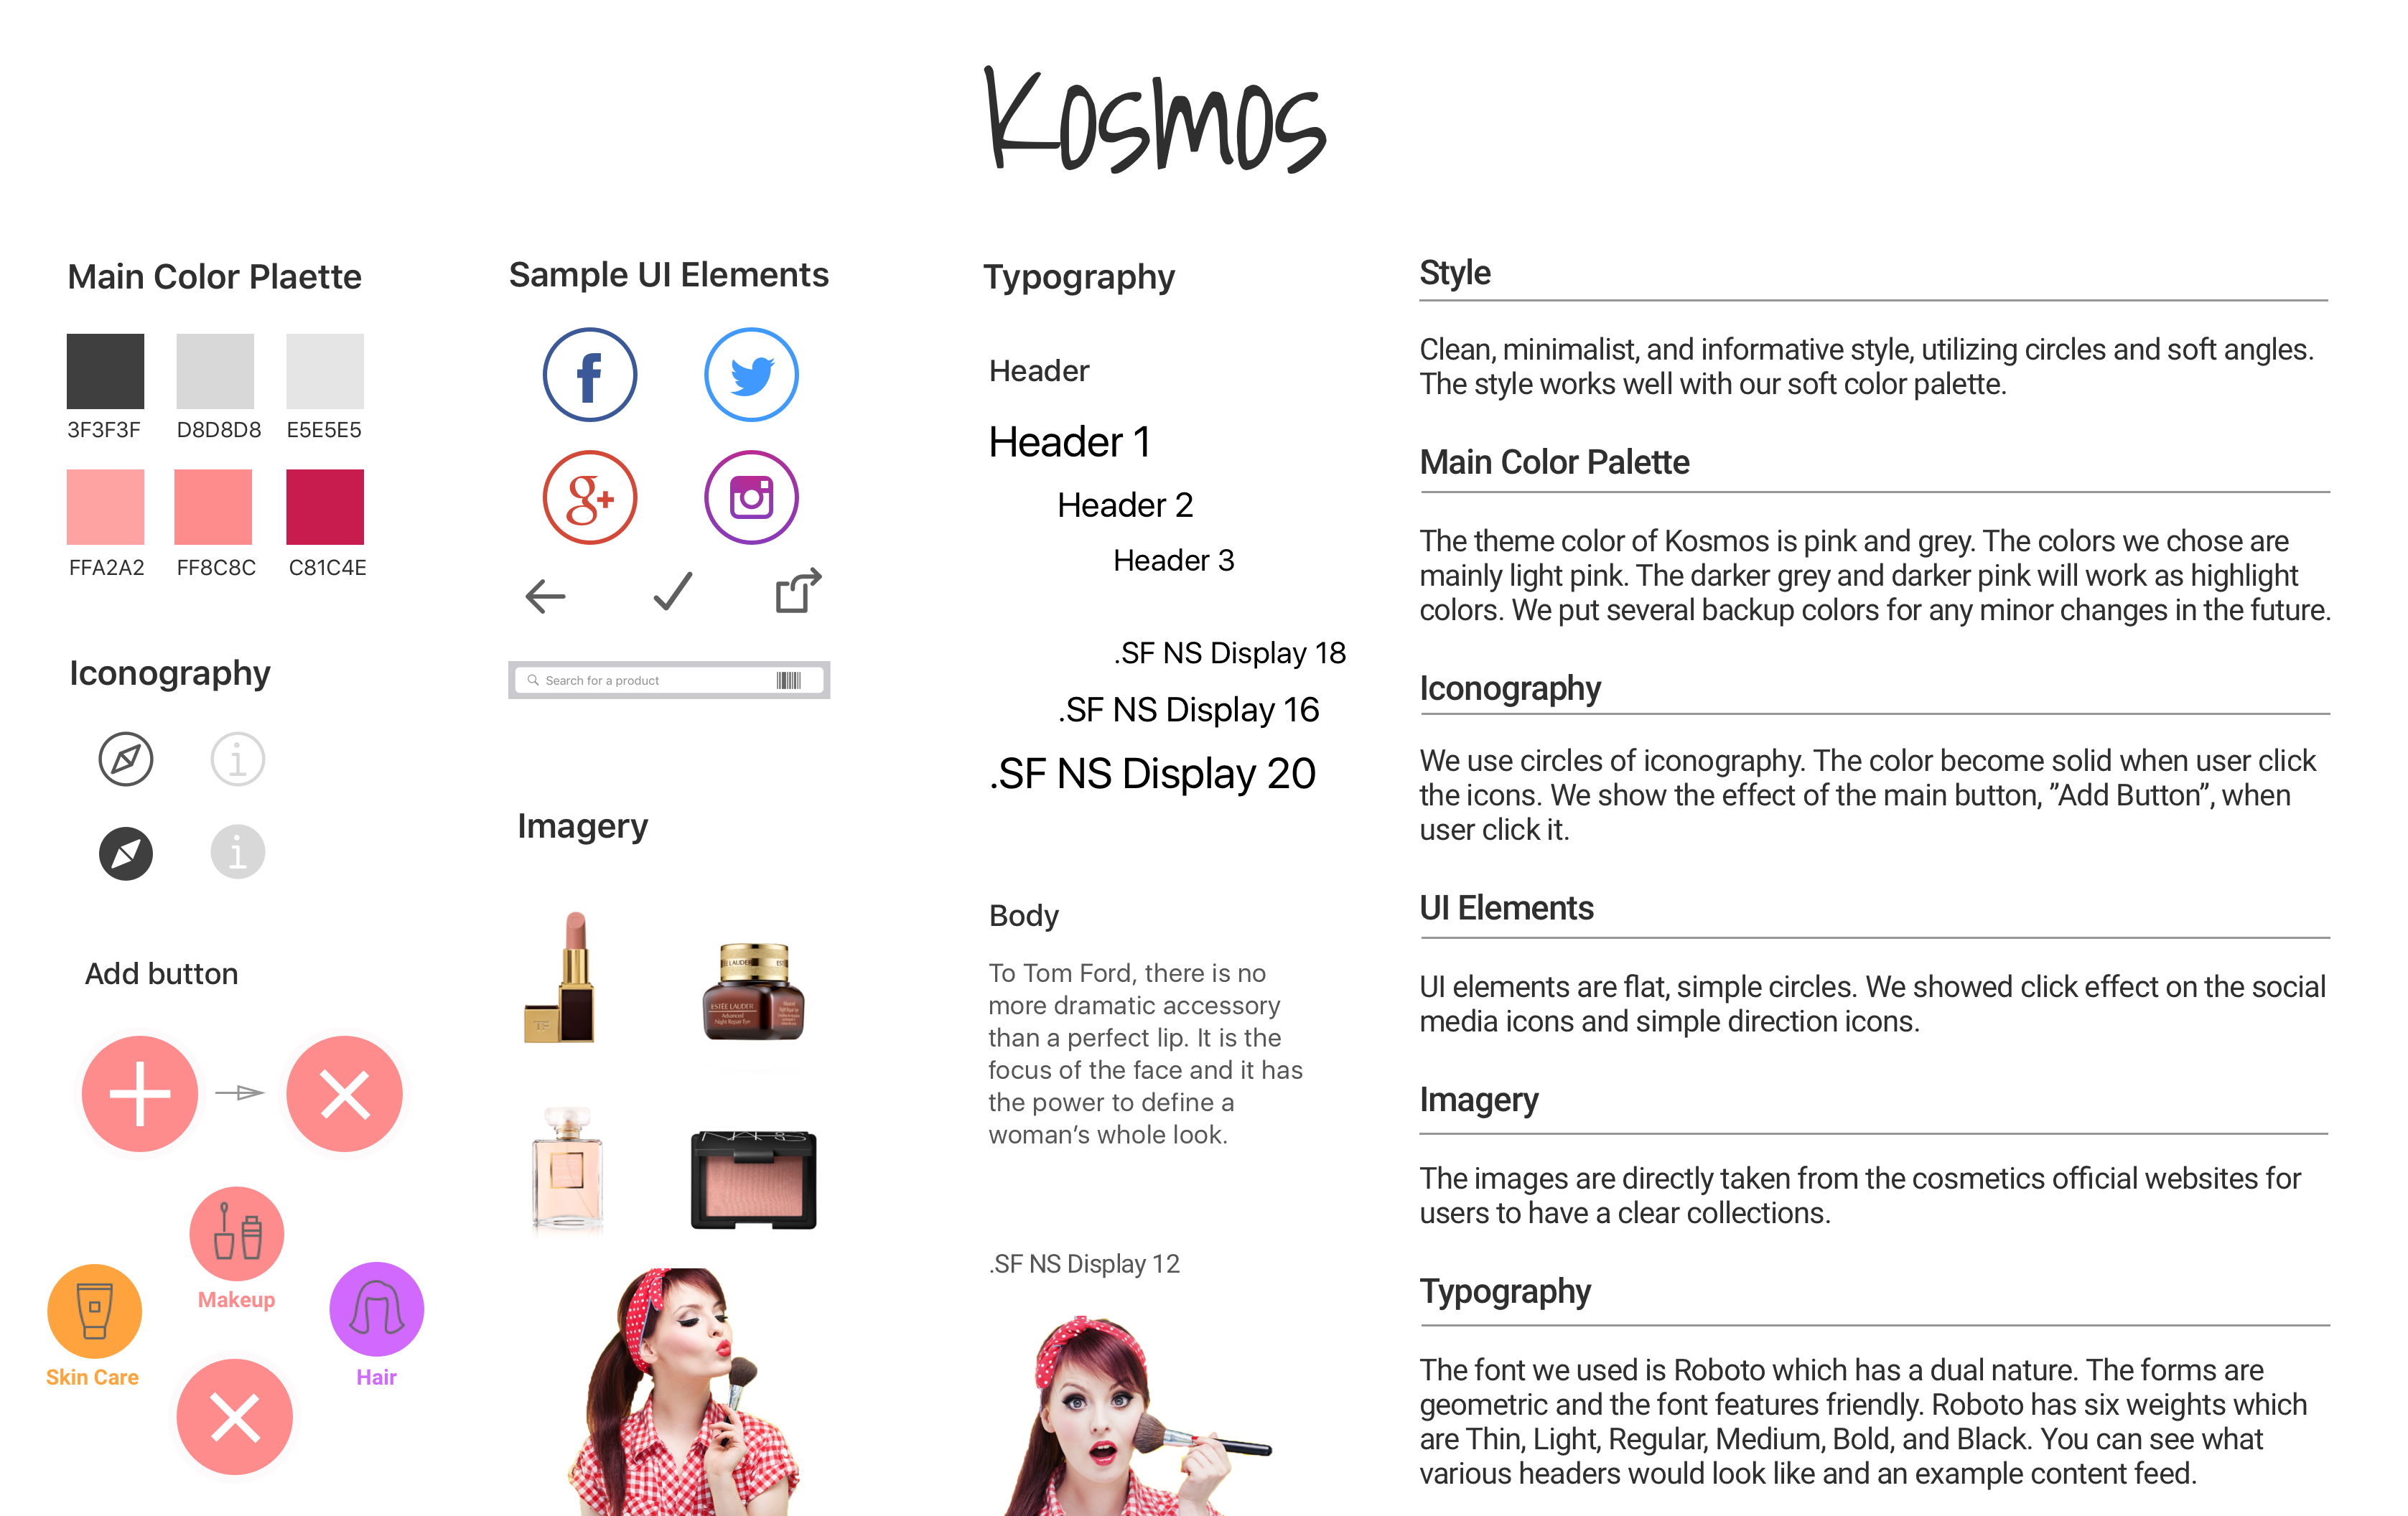 Kosmos
Main Color Plaette
3F3F3F
D8D8D8
E5E5E5
FFA2A2
FF8C8C
C81C4E
Iconography
Add button
Makeup
Skin Care
Hair
Sample UI Elements
Search for a product
Imagery
TF
ESTĒE LAUDER
Advanced
Night Repair Eye
NARS
Typography
Header
Header 1
Header 2
Header 3
.SF NS Display 18
.SF NS Display 16
.SF NS Display 20
Body
To Tom Ford, there is no
more dramatic accessory
than a perfect lip. It is the
focus of the face and it has
the power to define a
woman’s whole look.
.SF NS Display 12
Style
Clean, minimalist, and informative style, utilizing circles and soft angles.
The style works well with our soft color palette.
Main Color Palette
The theme color of Kosmos is pink and grey. The colors we chose are
mainly light pink. The darker grey and darker pink will work as highlight
colors. We put several backup colors for any minor changes in the future.
Iconography
We use circles of iconography. The color become solid when user click
the icons. We show the effect of the main button, ”Add Button”, when
user click it.
UI Elements
UI elements are flat, simple circles. We showed click effect on the social
media icons and simple direction icons.
Imagery
The images are directly taken from the cosmetics official websites for
users to have a clear collections.
Typography
The font we used is Roboto which has a dual nature. The forms are
geometric and the font features friendly. Roboto has six weights which
are Thin, Light, Regular, Medium, Bold, and Black. You can see what
various headers would look like and an example content feed.